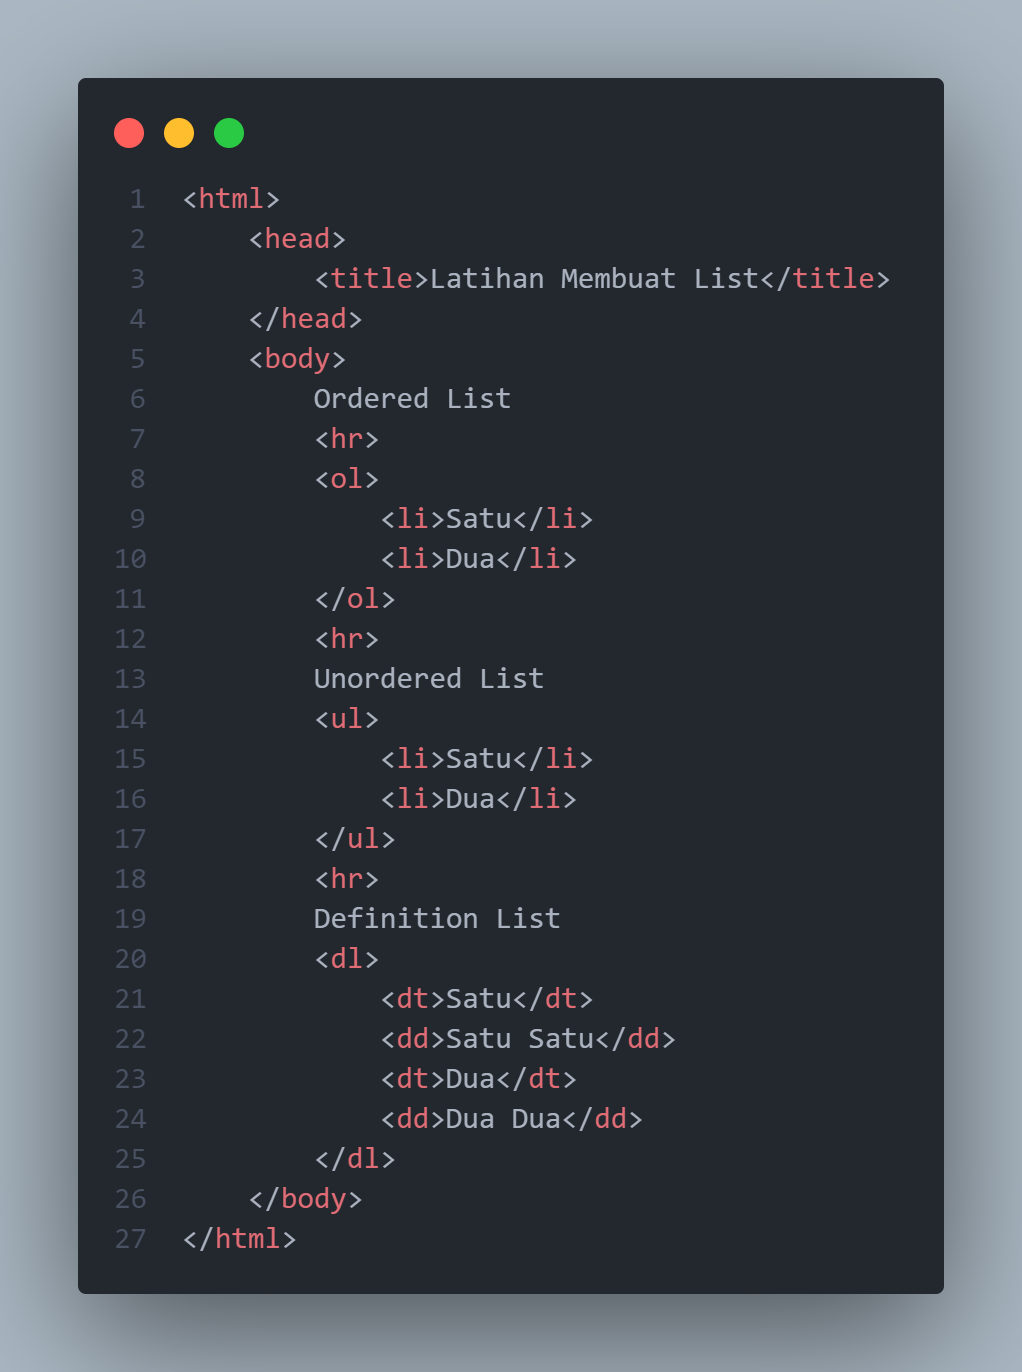 1 <html>
2     <head>
3         <title>Latihan Membuat List</title>
4     </head>
5     <body>
6         Ordered List
7         <hr>
8         <ol>
9             <li>Satu</li>
10             <li>Dua</li>
11         </ol>
12         <hr>
13         Unordered List
14         <ul>
15             <li>Satu</li>
16             <li>Dua</li>
17         </ul>
18         <hr>
19         Definition List
20         <dl>
21             <dt>Satu</dt>
22             <dd>Satu Satu</dd>
23             <dt>Dua</dt>
24             <dd>Dua Dua</dd>
25         </dl>
26     </body>
27 </html>